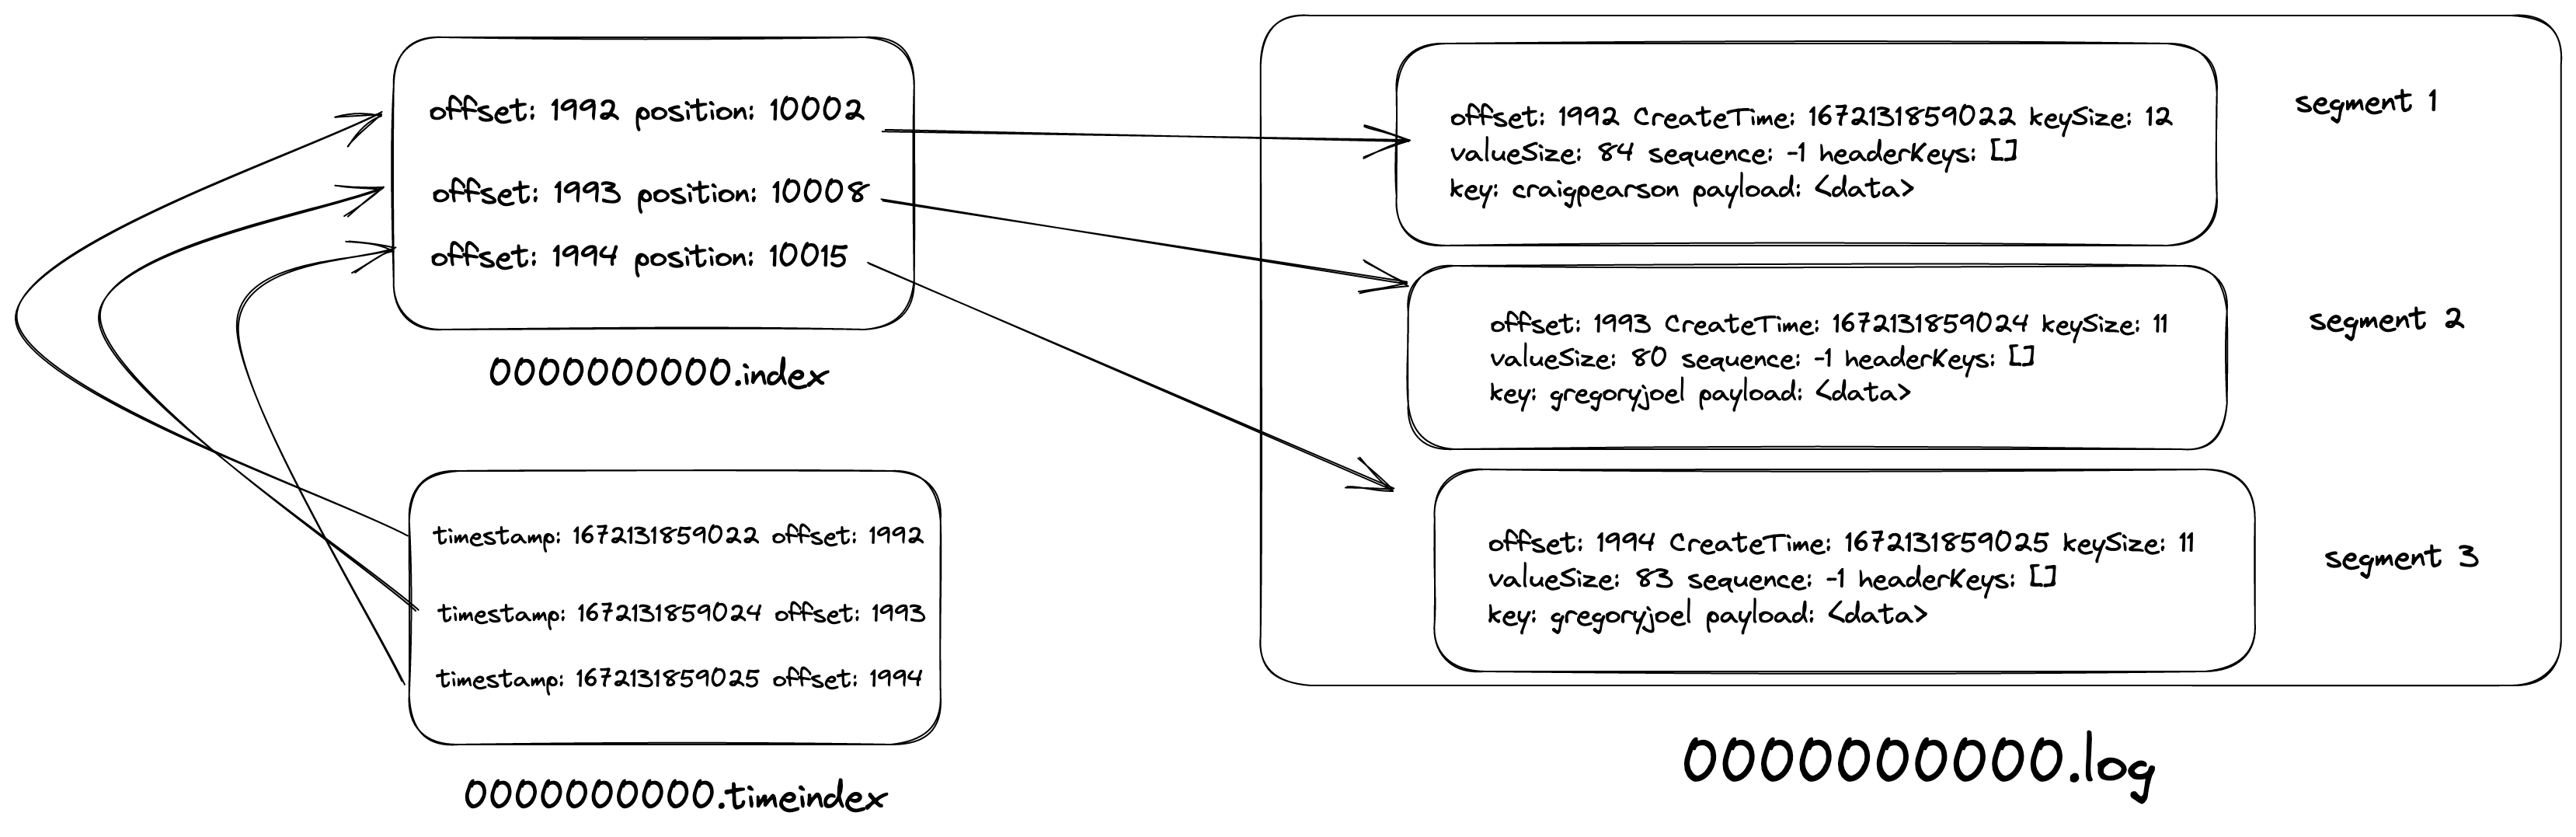 offset: 1992 position: 10002
offset: 1993 position: 10008
offset: 1994 position: 10015
0000000000.index
timestamp: 1672131859022 offset: 1992
timestamp: 1672131859024 offset: 1993
timestamp: 1672131859025 offset: 1994
0000000000.timeindex
offset: 1992 CreateTime: 1672131859022 keySize: 12
valueSize: 84 sequence: -1 headerKeys: []
key: craigpearson payload: <data>
segment 1
offset: 1993 CreateTime: 1672131859024 keySize: 11
valueSize: 80 sequence: -1 headerKeys: []
key: gregoryjoel payload: <data>
segment 2
offset: 1994 CreateTime: 1672131859025 keySize: 11
valueSize: 83 sequence: -1 headerKeys: []
key: gregoryjoel payload: <data>
segment 3
0000000000.log